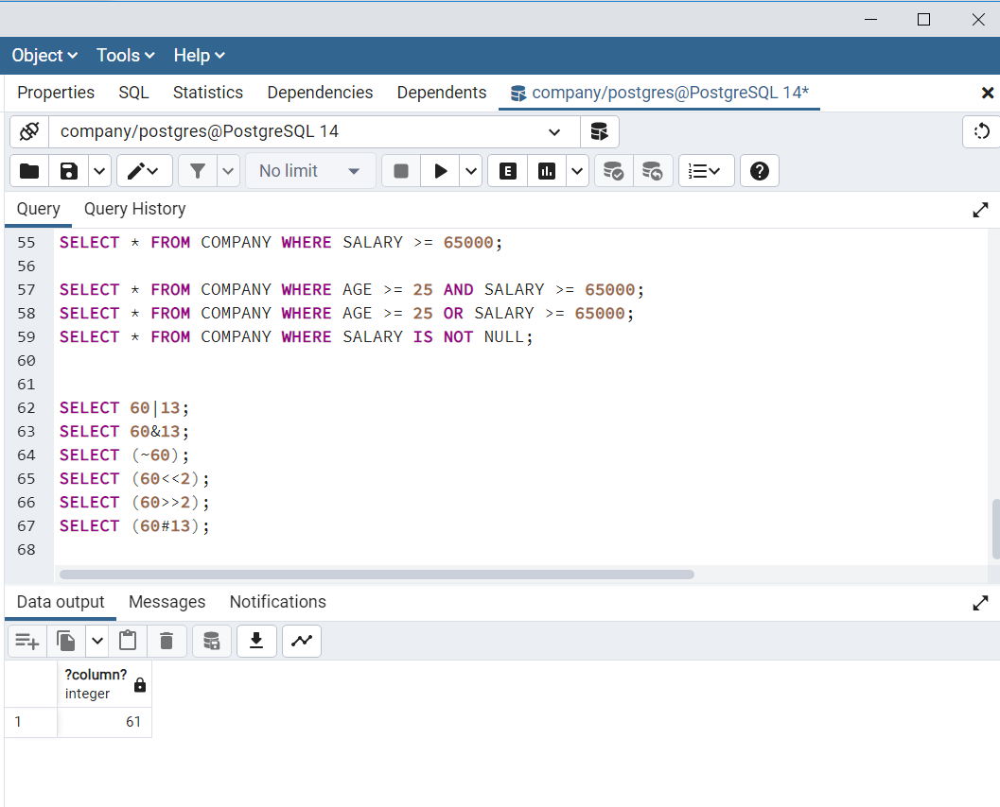 Object Tools Help
Properties SQL Statistics Dependencies Dependents company/postgres@PostgreSQL 14*
company/postgres@PostgreSQL 14
No limit E
Query Query History
55 SELECT * FROM COMPANY WHERE SALARY >= 65000;
56
57 SELECT * FROM COMPANY WHERE AGE >= 25 AND SALARY >= 65000;
58 SELECT * FROM COMPANY WHERE AGE >= 25 OR SALARY >= 65000;
59 SELECT * FROM COMPANY WHERE SALARY IS NOT NULL;
60
61
62 SELECT 60|13;
63 SELECT 60&13;
64 SELECT (~60);
65 SELECT (60<<2);
66 SELECT (60>>2);
67 SELECT (60#13);
68
Data output Messages Notifications
?column?
integer
1 61